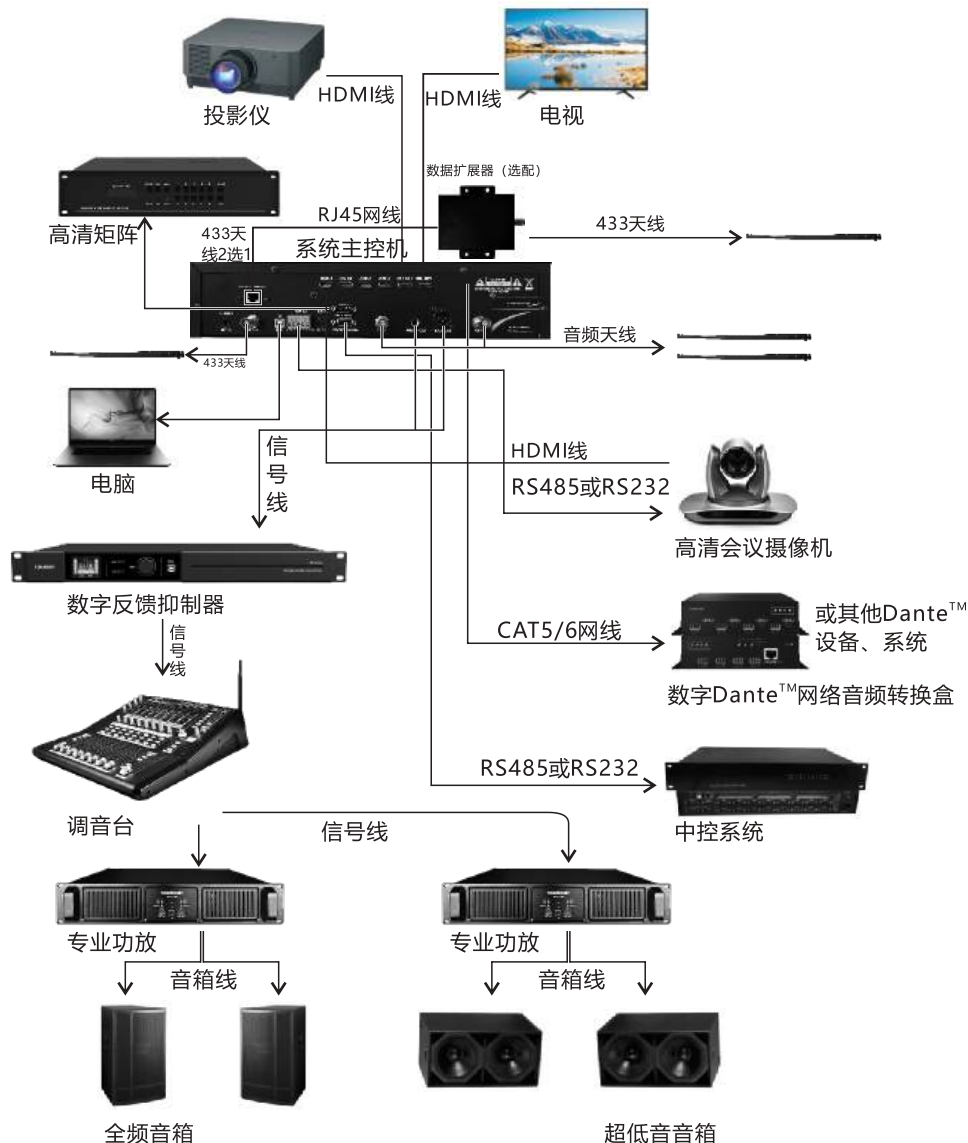 HDMI线
HDMI线
投影仪
电视
数据扩展器（选配）
RJ45网线
433天线
高清矩阵
433天
线2选1
系统主控机
音频天线
433天线
信
号
线
HDMI线
电脑
RS485或RS232
高清会议摄像机
数字反馈抑制器
CAT5/6网线
或其他Dante™
设备、系统
信
号
线
数字Dante™网络音频转换盒
RS485或RS232
调音台
信号线
中控系统
专业功放
专业功放
音箱线
音箱线
全频音箱
超低音音箱